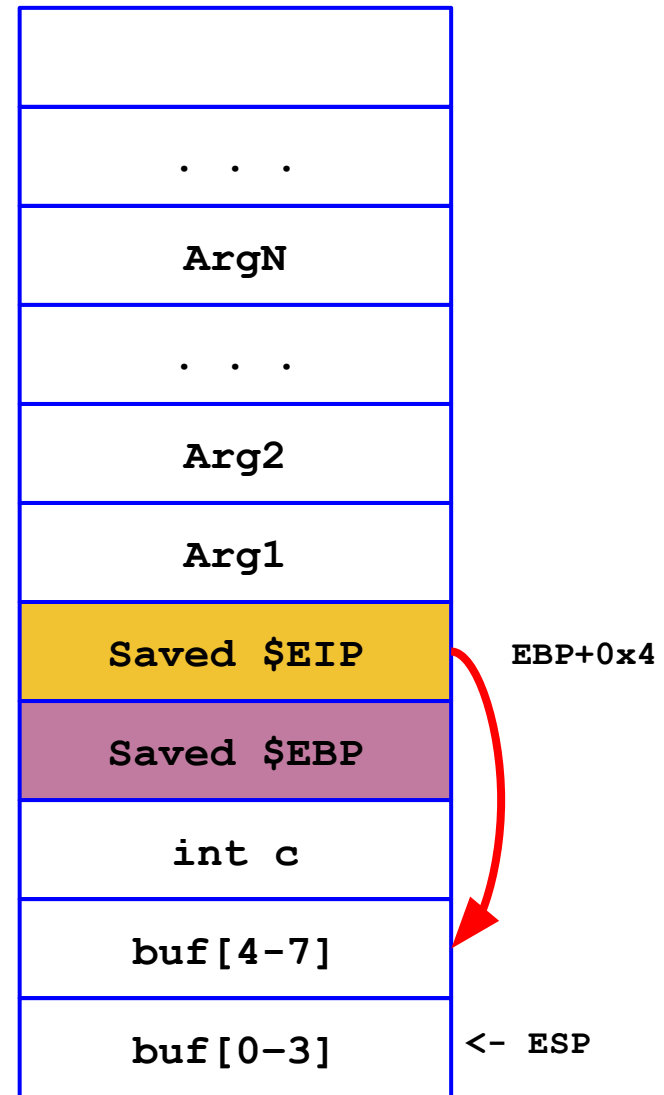 . . .
ArgN
. . .
Arg2
Arg1
Saved $EIP
EBP+0x4
Saved $EBP
int c
buf[4-7]
buf[0–3]
<- ESP